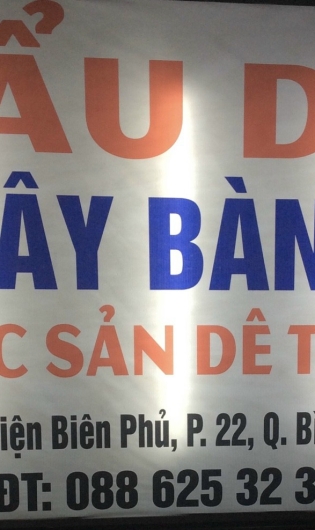 ẨU D
ÂY BÀN
C SẢN DÊ T
iện Biên Phủ, P. 22, Q. B
ĐT: 088 625 32 3